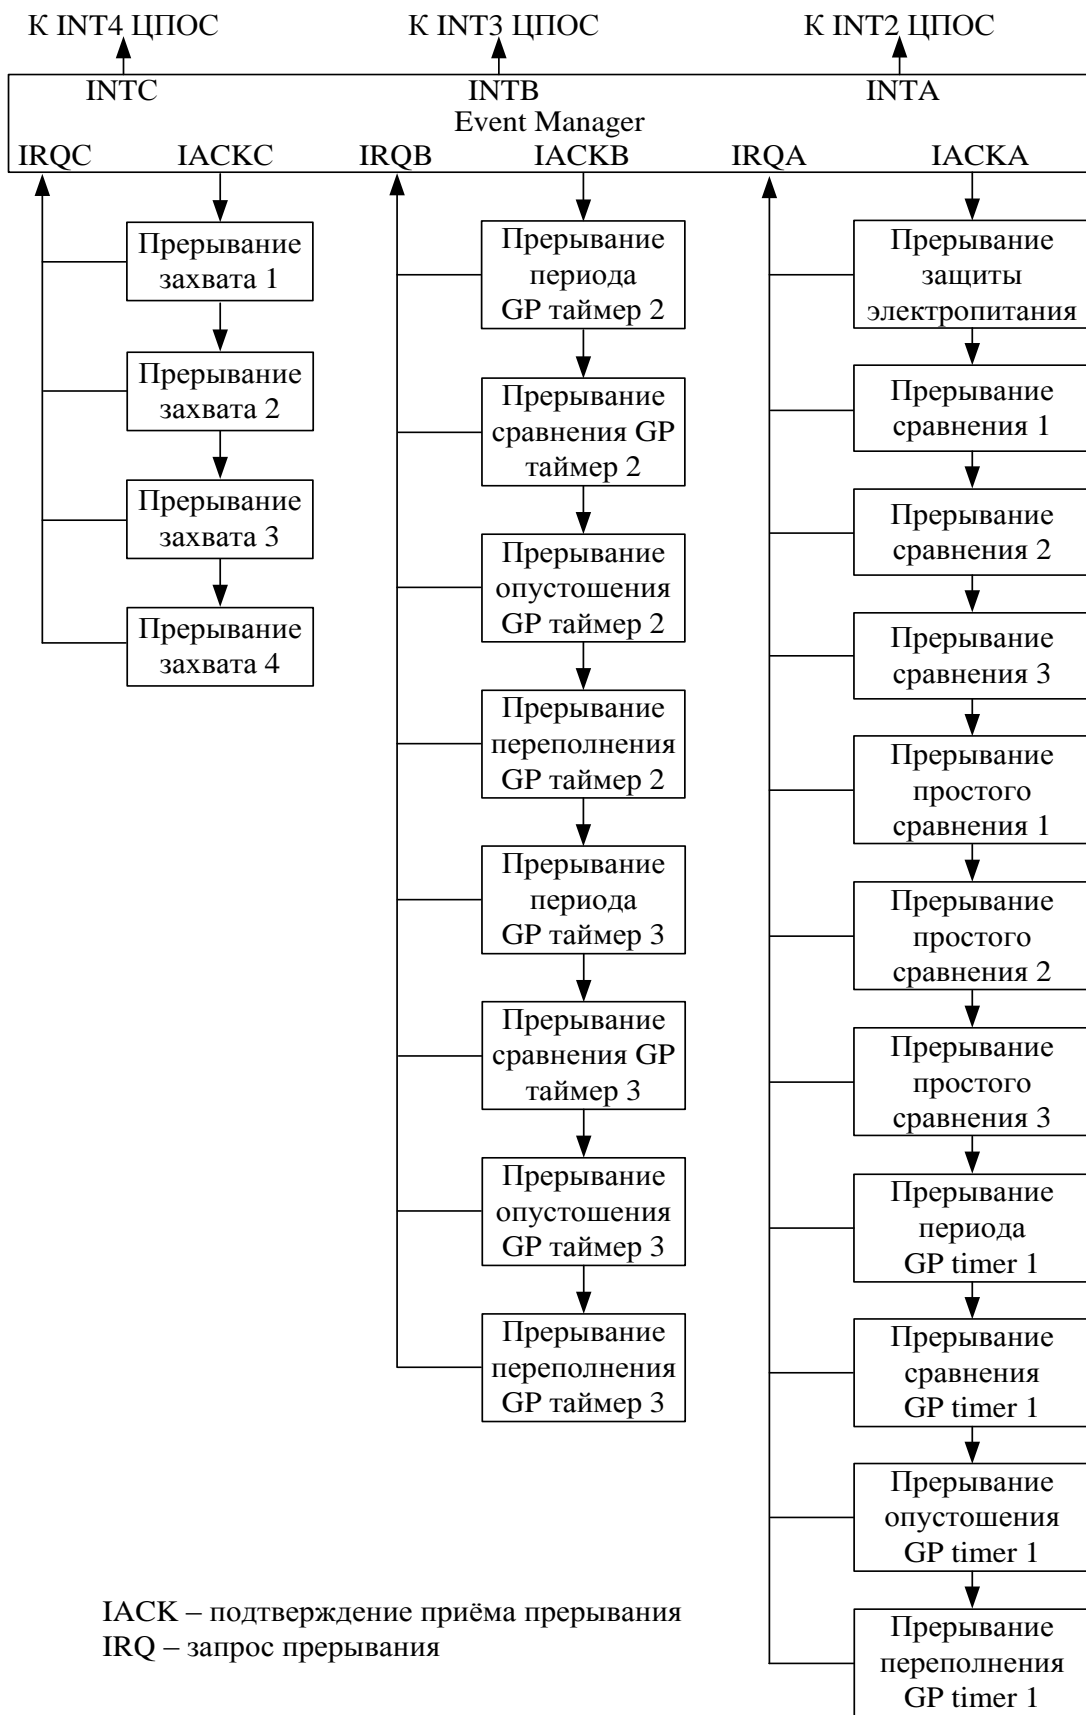 К INT4 ЦПОС
К INT3 ЦПОС
К INT2 ЦПОС
INTC
INTB
INTA
Event Manager
IRQC
IACKC
IRQB
IACKB
IRQA
IACKA
Прерывание
захвата 1
Прерывание
захвата 2
Прерывание
захвата 3
Прерывание
захвата 4
Прерывание
периода
GP таймер 2
Прерывание
сравнения GP
таймер 2
Прерывание
опустошения
GP таймер 2
Прерывание
переполнения
GP таймер 2
Прерывание
периода
GP таймер 3
Прерывание
сравнения GP
таймер 3
Прерывание
опустошения
GP таймер 3
Прерывание
переполнения
GP таймер 3
Прерывание
защиты
электропитания
Прерывание
сравнения 1
Прерывание
сравнения 2
Прерывание
сравнения 3
Прерывание
простого
сравнения 1
Прерывание
простого
сравнения 2
Прерывание
простого
сравнения 3
Прерывание
периода
GP timer 1
Прерывание
сравнения
GP timer 1
Прерывание
опустошения
GP timer 1
Прерывание
переполнения
GP timer 1
IACK – подтверждение приёма прерывания
IRQ – запрос прерывания